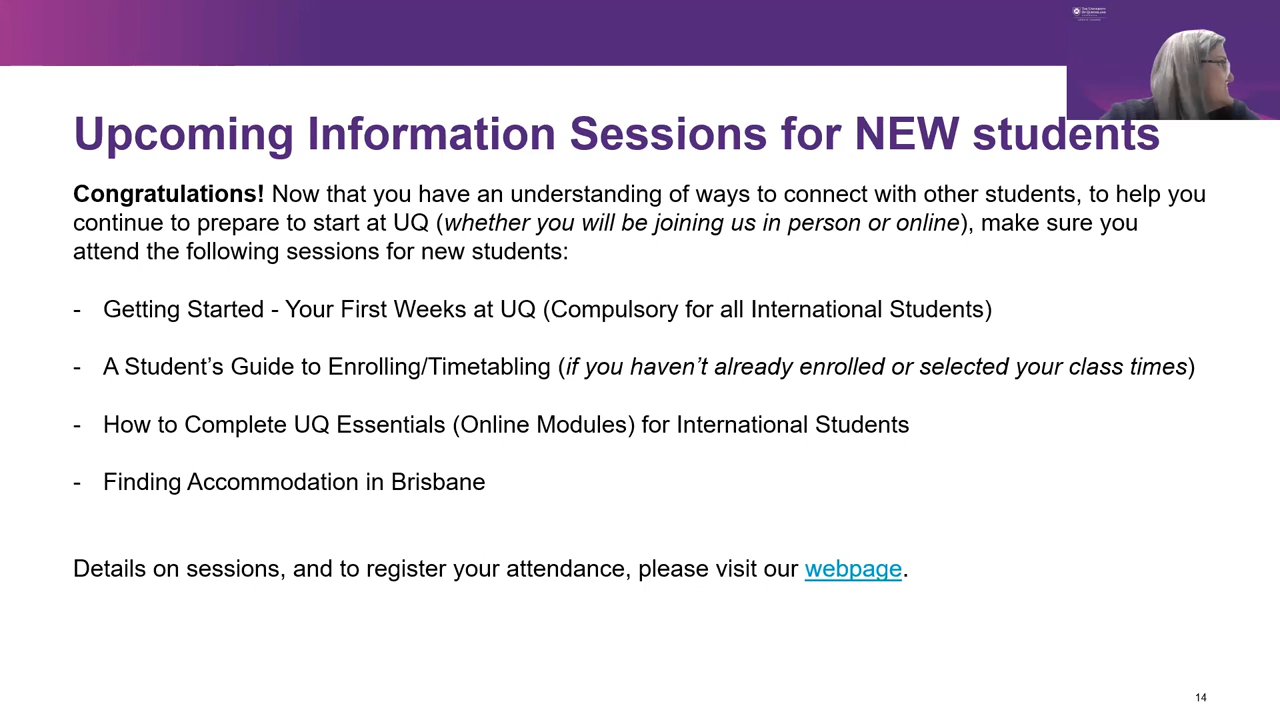 THE UNIVERSITY
OF QUEENSLAND
Upcoming Information Sessions for NEW students
Congratulations! Now that you have an understanding of ways to connect with other students, to help you
continue to prepare to start at UQ (whether you will be joining us in person or online), make sure you
attend the following sessions for new students:
- Getting Started - Your First Weeks at UQ (Compulsory for all International Students)
- A Student’s Guide to Enrolling/Timetabling (if you haven’t already enrolled or selected your class times)
- How to Complete UQ Essentials (Online Modules) for International Students
- Finding Accommodation in Brisbane
Details on sessions, and to register your attendance, please visit our webpage.
14